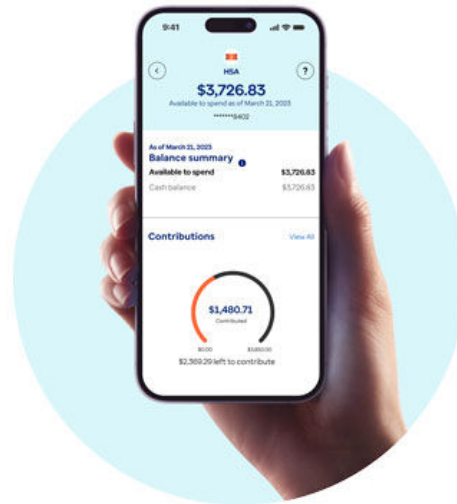 9:41
HSA
?
$3,726.83
Available to spend as of March 21, 2023
*******9402
As of March 21, 2023
Balance summary
Available to spend $3,726.83
Cash balance $3,726.83
Contributions View All
$1,480.71
Contributed
$0.00 $3,850.00
$2,369.29 left to contribute